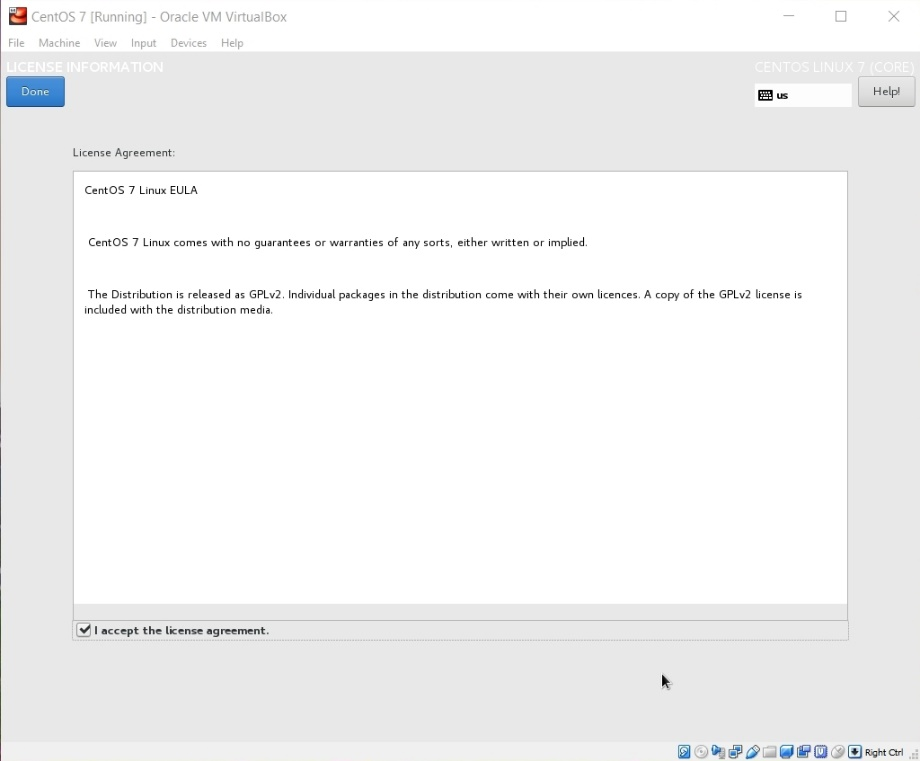 CentOS 7 [Running] - Oracle VM VirtualBox
File Machine View Input Devices Help
LICENSE INFORMATION
CENTOS LINUX 7 (CORE)
Done
us
Help!
License Agreement:
CentOS 7 Linux EULA
CentOS 7 Linux comes with no guarantees or warranties of any sorts, either written or implied.
The Distribution is released as GPLv2. Individual packages in the distribution come with their own licences. A copy of the GPLv2 license is
included with the distribution media.
I accept the license agreement.
Right Ctrl